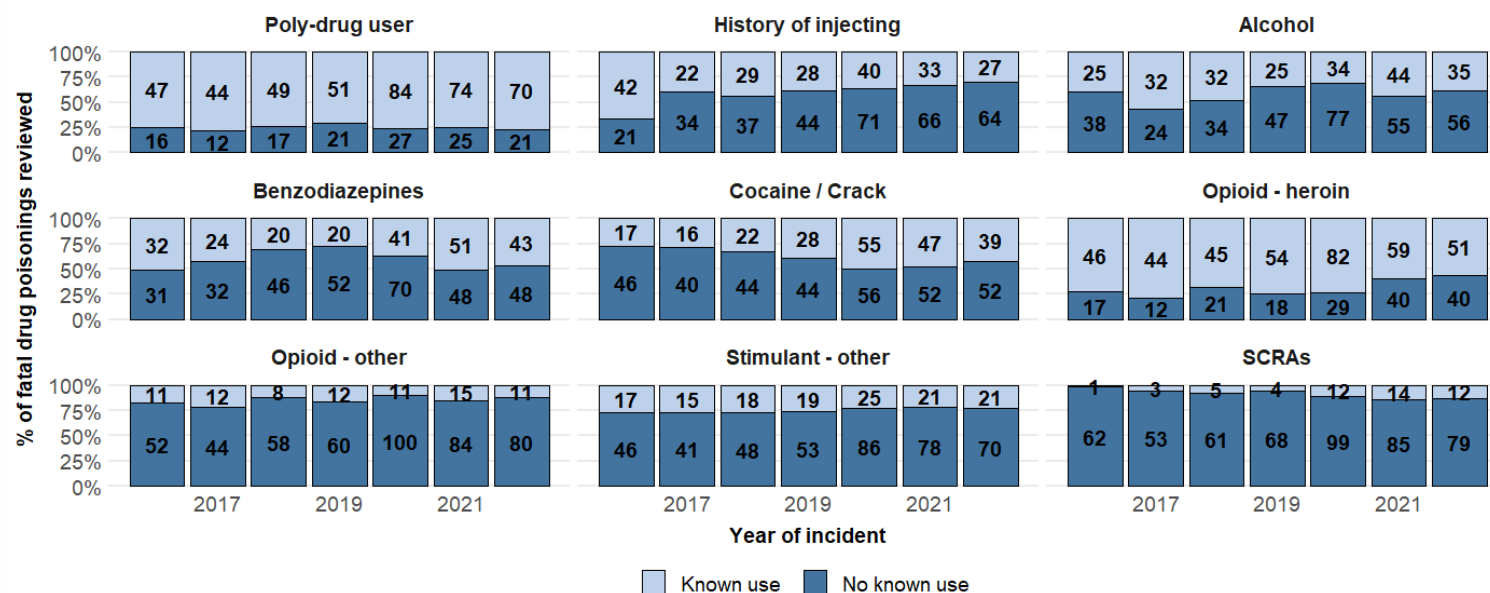 Poly-drug user History of injecting Alcohol
% of fatal drug poisonings reviewed
100%
75%
50%
25%
0%
47 44 49 51 84 74 70
16 12 17 21 27 25 21
42 22 29 28 40 33 27
21 34 37 44 71 66 64
25 32 32 25 34 44 35
38 24 34 47 77 55 56
Benzodiazepines Cocaine / Crack Opioid - heroin
100%
75%
50%
25%
0%
32 24 20 20 41 51 43
31 32 46 52 70 48 48
17 16 22 28 55 47 39
46 40 44 44 56 52 52
46 44 45 54 82 59 51
17 12 21 18 29 40 40
Opioid - other Stimulant - other SCRAs
100%
75%
50%
25%
0%
11 12 8 12 11 15 11
52 44 58 60 100 84 80
17 15 18 19 25 21 21
46 41 48 53 86 78 70
1 3 5 4 12 14 12
62 53 61 68 99 85 79
2017 2019 2021 2017 2019 2021 2017 2019 2021
Year of incident
Known use No known use